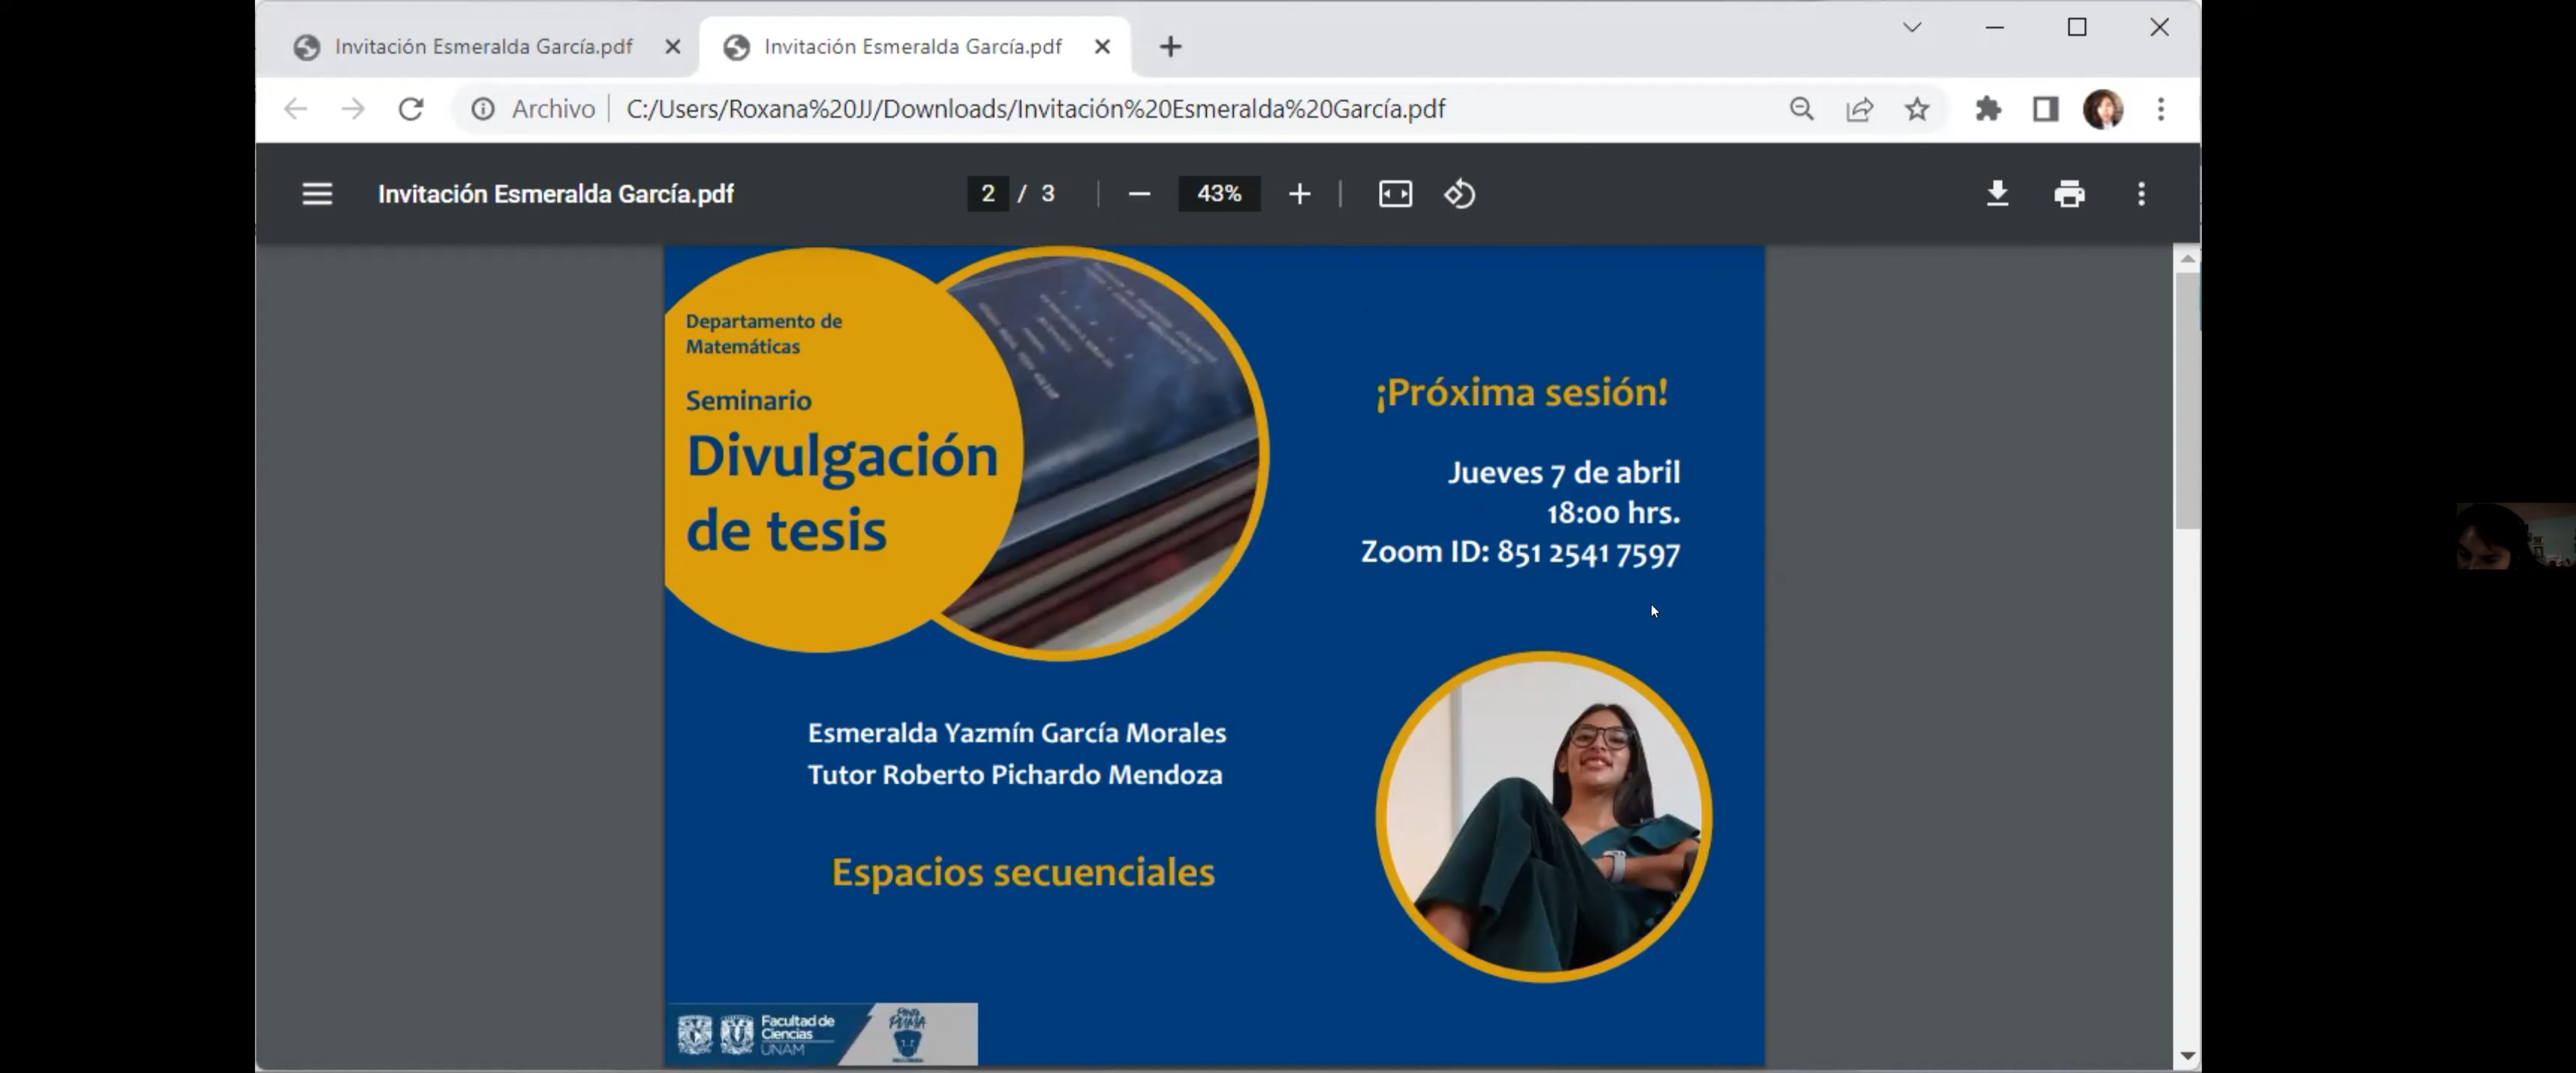 Invitación Esmeralda García.pdf
Invitación Esmeralda García.pdf
Archivo
C:/Users/Roxana%20JJ/Downloads/Invitación%20Esmeralda%20García.pdf
Invitación Esmeralda García.pdf
2 / 3
43%
Departamento de
Matemáticas
Seminario
Divulgación
de tesis
¡Próxima sesión!
Jueves 7 de abril
18:00 hrs.
Zoom ID: 851 2541 7597
Esmeralda Yazmín García Morales
Tutor Roberto Pichardo Mendoza
Espacios secuenciales
Facultad de
Ciencias
UNAM
PUMA